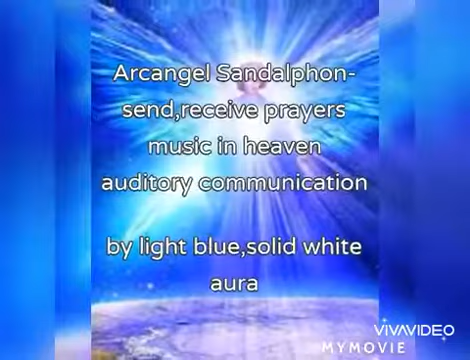 Arcangel Sandalphon-
send,receive prayers
music in heaven
auditory communication
by light blue,solid white
aura
VIVAVIDEO
MYMOVIE